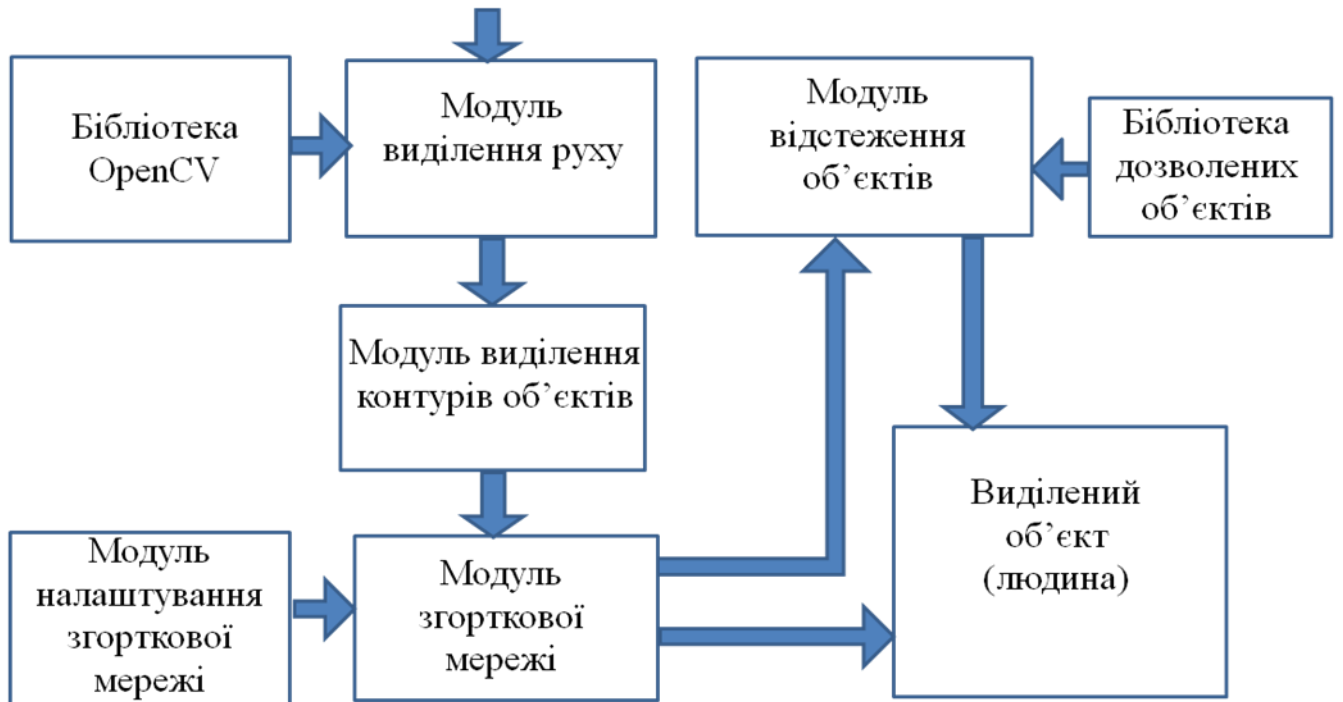 Бібліотека
OpenCV
Модуль
виділення руху
Модуль
відстеження
об’єктів
Бібліотека
дозволених
об’єктів
Модуль виділення
контурів об’єктів
Модуль
налаштування
згорткової
мережі
Модуль
згорткової
мережі
Виділений
об’єкт
(людина)